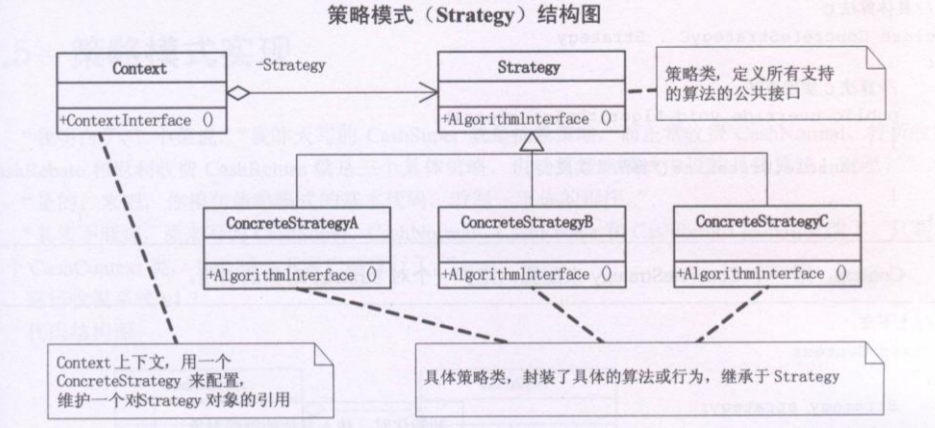 策略模式（Strategy）结构图
Context
-Strategy
Strategy
策略类，定义所有支持
的算法的公共接口
+ContextInterface ()
+AlgorithmInterface ()
ConcreteStrategyA
ConcreteStrategyB
ConcreteStrategyC
+AlgorithmInterface ()
+AlgorithmInterface ()
+AlgorithmInterface ()
Context 上下文，用一个
ConcreteStrategy 来配置，
维护一个对Strategy 对象的引用
具体策略类，封装了具体的算法或行为，继承于 Strategy